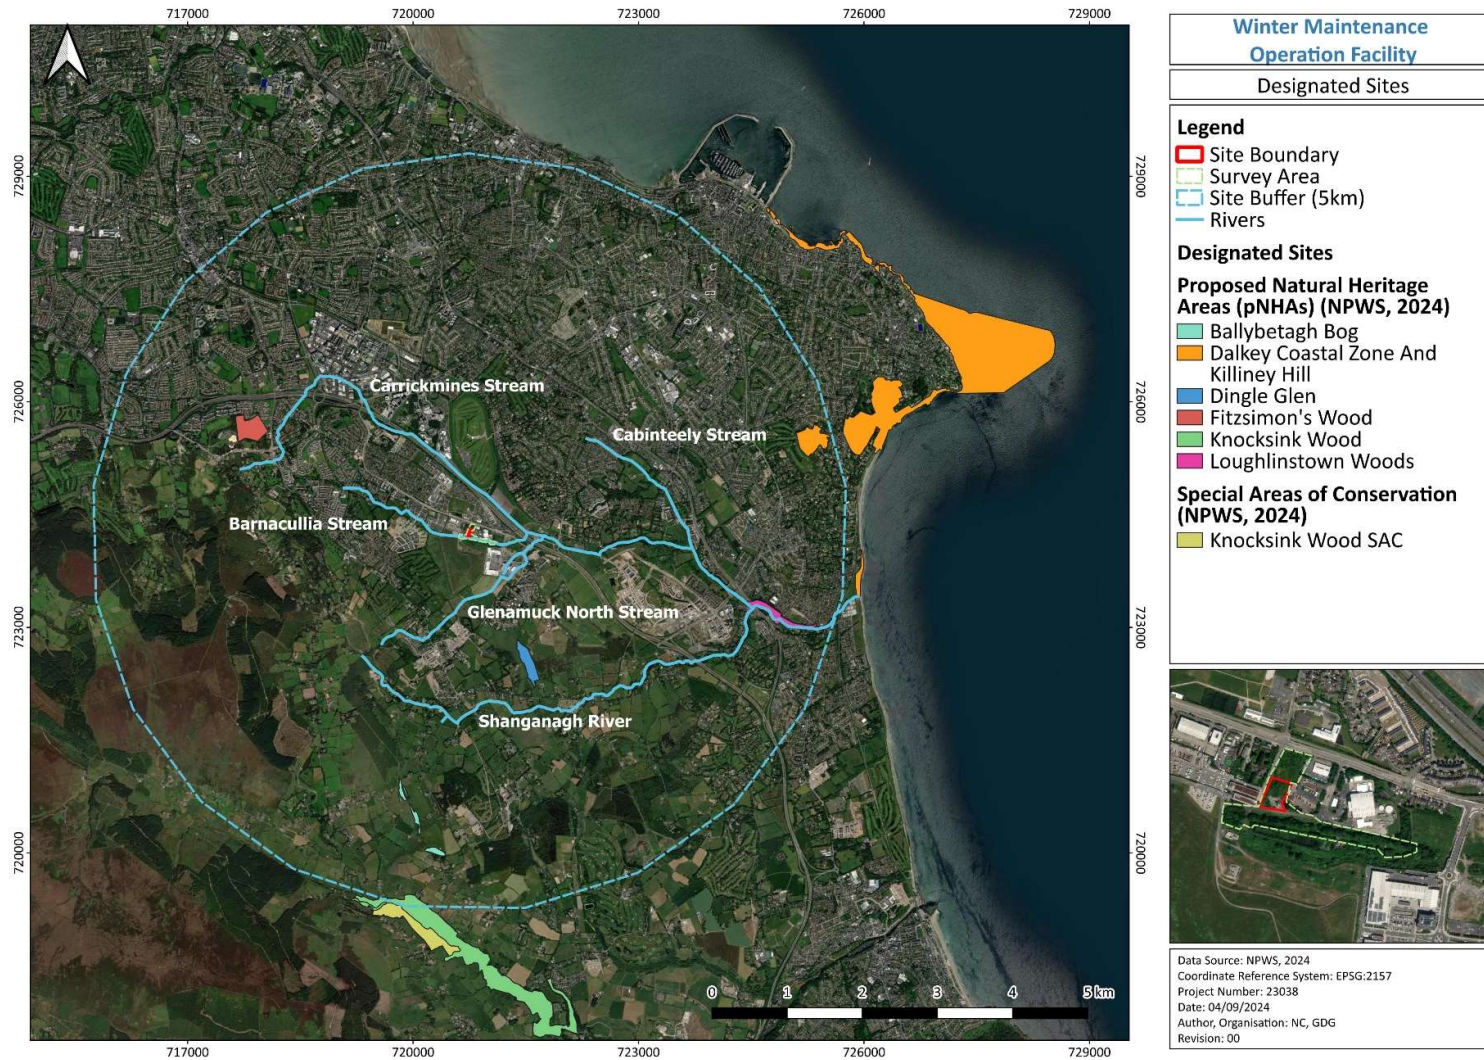 717000
720000
723000
726000
729000
729000
726000
723000
720000
729000
726000
723000
720000
Carrickmines Stream
Cabinteely Stream
Barnacullia Stream
Glenamuck North Stream
Shanganagh River
0 1 2 3 4 5 km
717000
720000
723000
726000
729000
Winter Maintenance
Operation Facility
Designated Sites
Legend
Site Boundary
Survey Area
Site Buffer (5km)
Rivers
Designated Sites
Proposed Natural Heritage
Areas (pNHAs) (NPWS, 2024)
Ballybetagh Bog
Dalkey Coastal Zone And
Killiney Hill
Dingle Glen
Fitzsimon's Wood
Knocksink Wood
Loughlinstown Woods
Special Areas of Conservation
(NPWS, 2024)
Knocksink Wood SAC
Data Source: NPWS, 2024
Coordinate Reference System: EPSG:2157
Project Number: 23038
Date: 04/09/2024
Author, Organisation: NC, GDG
Revision: 00